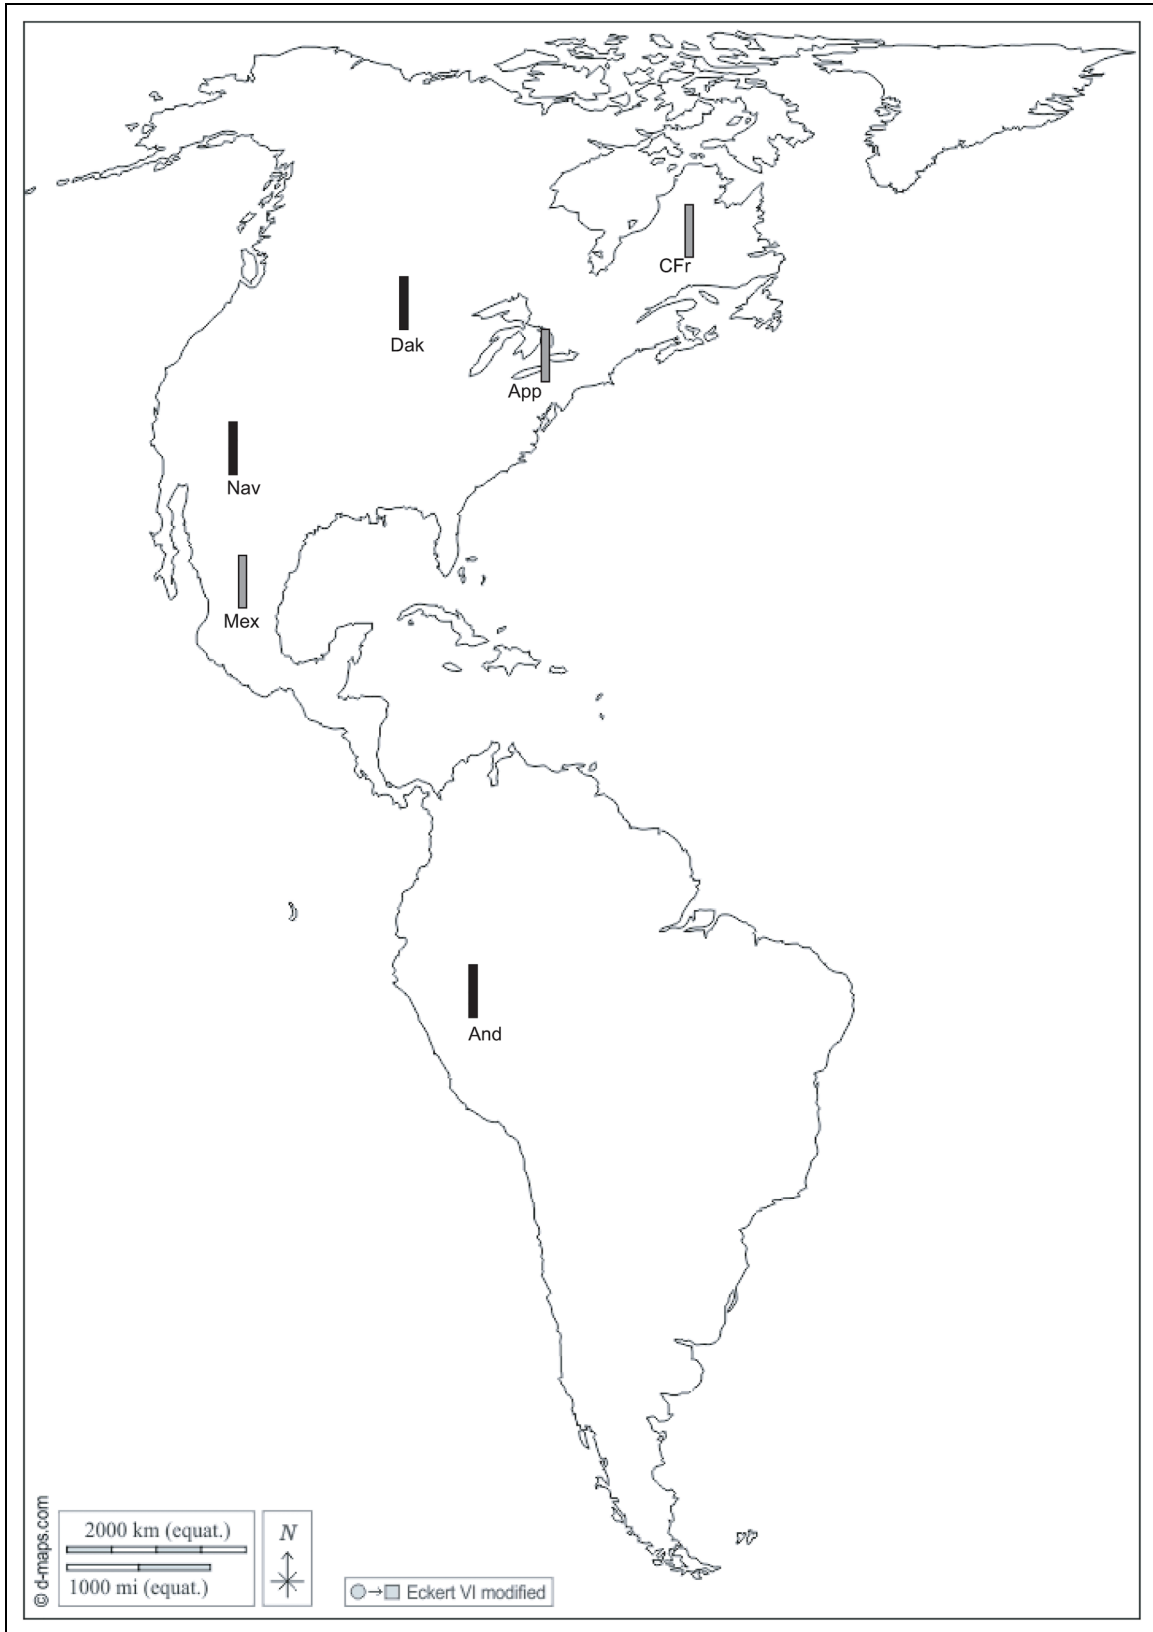 CFr
Dak
App
Nav
Mex
And
© d-maps.com
2000 km (equat.)
1000 mi (equat.)
N
Eckert VI modified